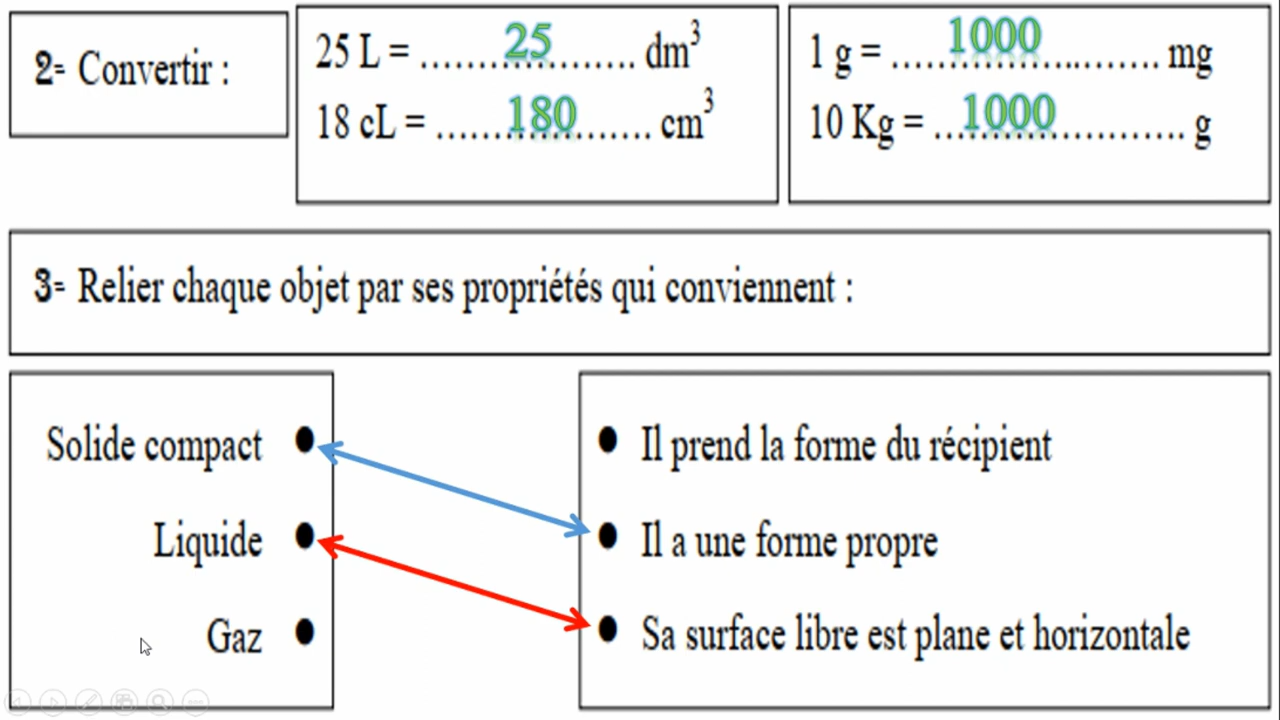 2- Convertir :
25 L = ........25........ dm³
18 cL = ........180........ cm³
1 g = ........1000........ mg
10 Kg = ........1000........ g
3- Relier chaque objet par ses propriétés qui conviennent :
Solide compact ●
Liquide ●
Gaz ●
● Il prend la forme du récipient
● Il a une forme propre
● Sa surface libre est plane et horizontale